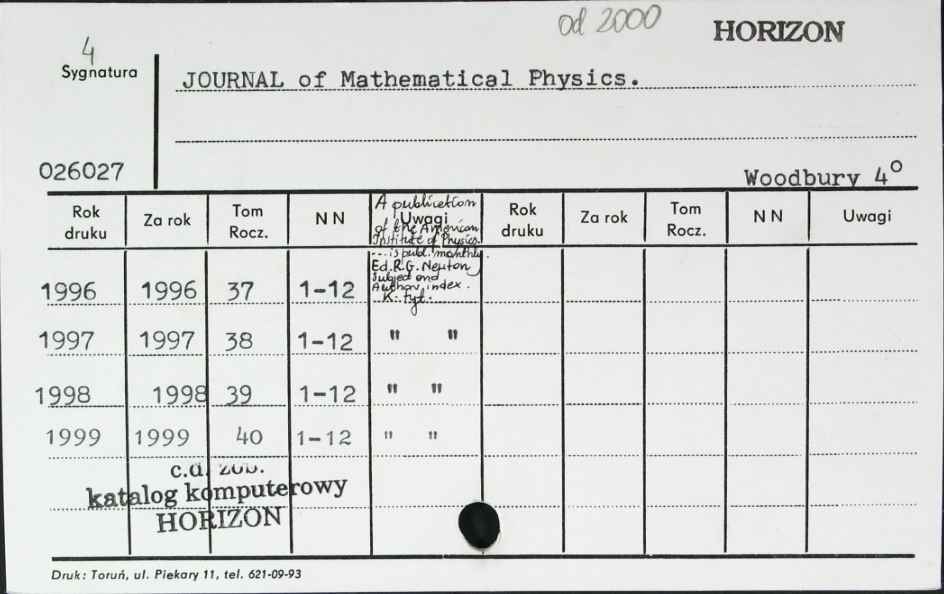 od 2000 HORIZON
4
Sygnatura
JOURNAL of Mathematical Physics.
026027
Woodbury 4º
Rok druku Za rok Tom Rocz. N N Uwagi Rok druku Za rok Tom Rocz. N N Uwagi
A publication
of the American
Institute of Physics.
... is publ. monthly.
Ed. R.G. Newton
Subject and
Author index.
K. tyt.
1996 1996 37 1-12
1997 1997 38 1-12 " "
1998 1998 39 1-12 " "
1999 1999 40 1-12 " "
c.d. zob.
katalog komputerowy
HORIZON
Druk: Toruń, ul. Piekary 11, tel. 621-09-93